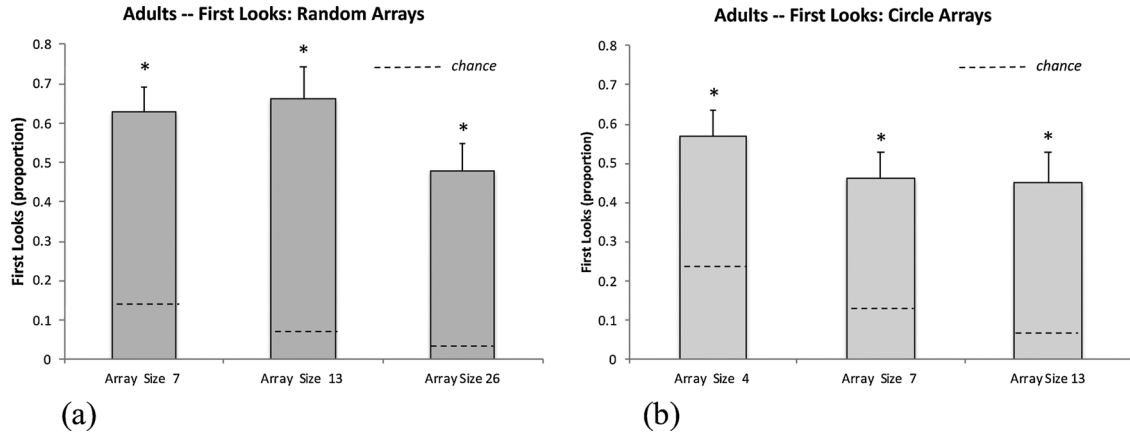 Adults -- First Looks: Random Arrays
First Looks (proportion)
0.8
0.7
0.6
0.5
0.4
0.3
0.2
0.1
0
* * *
chance
Array Size 7 Array Size 13 Array Size 26
(a)
Adults -- First Looks: Circle Arrays
First Looks (proportion)
0.8
0.7
0.6
0.5
0.4
0.3
0.2
0.1
0
* * *
chance
Array Size 4 Array Size 7 Array Size 13
(b)